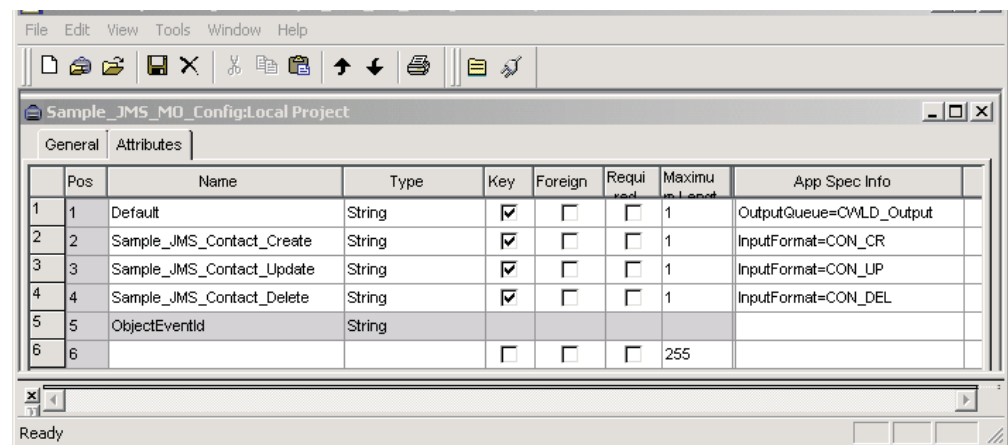 File Edit View Tools Window Help
Sample_JMS_MO_Config:Local Project
General Attributes
Pos Name Type Key Foreign Requi Maximu App Spec Info
1 1 Default String 1 OutputQueue=CWLD_Output
2 2 Sample_JMS_Contact_Create String 1 InputFormat=CON_CR
3 3 Sample_JMS_Contact_Update String 1 InputFormat=CON_UP
4 4 Sample_JMS_Contact_Delete String 1 InputFormat=CON_DEL
5 5 ObjectEventId String
6 6 255
Ready